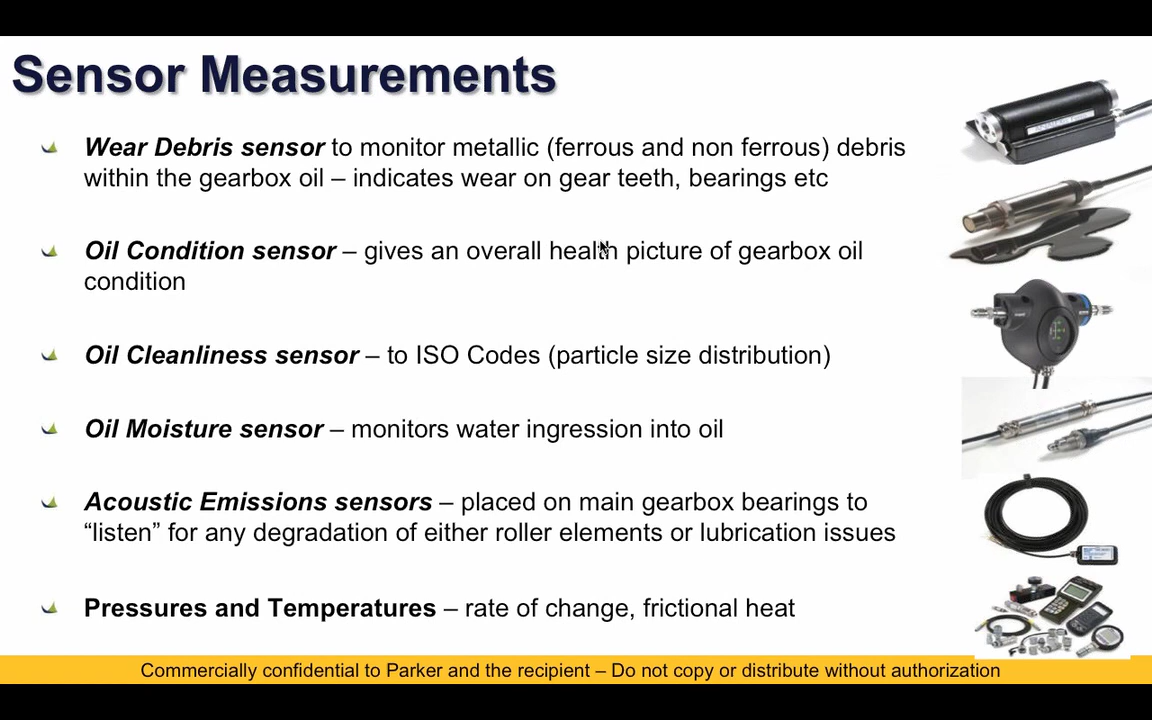 Sensor Measurements
Wear Debris sensor to monitor metallic (ferrous and non ferrous) debris
within the gearbox oil – indicates wear on gear teeth, bearings etc
Oil Condition sensor – gives an overall health picture of gearbox oil
condition
Oil Cleanliness sensor – to ISO Codes (particle size distribution)
Oil Moisture sensor – monitors water ingression into oil
Acoustic Emissions sensors – placed on main gearbox bearings to
“listen” for any degradation of either roller elements or lubrication issues
Pressures and Temperatures – rate of change, frictional heat
Commercially confidential to Parker and the recipient – Do not copy or distribute without authorization